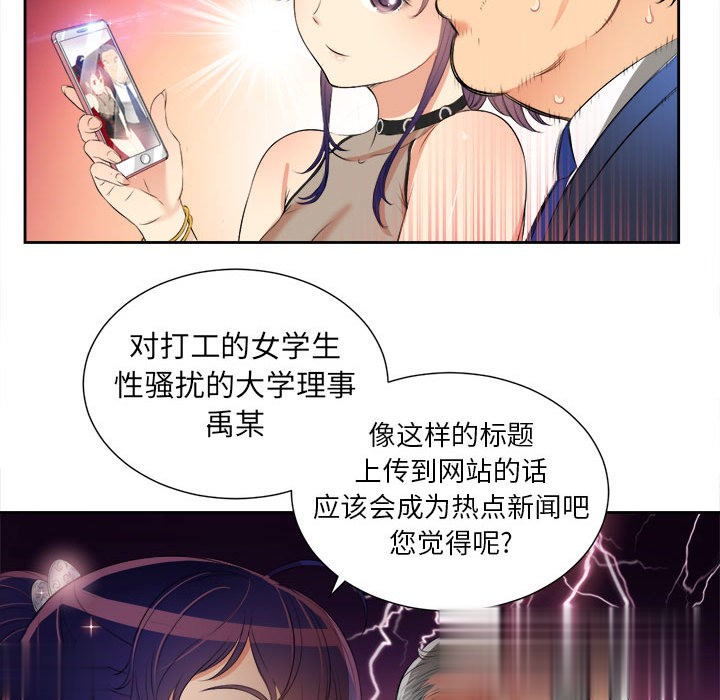 对打工的女学生
性骚扰的大学理事
禹某
像这样的标题
上传到网站的话
应该会成为热点新闻吧
您觉得呢?